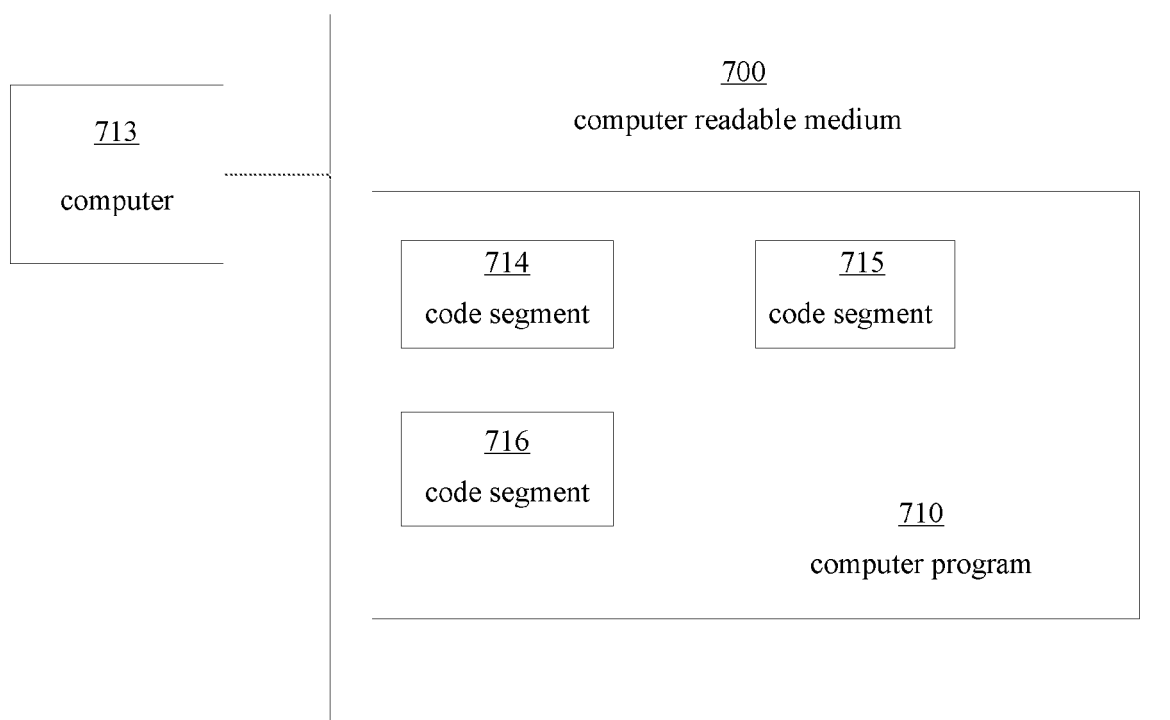 700
computer readable medium
713
computer
714
code segment
715
code segment
716
code segment
710
computer program